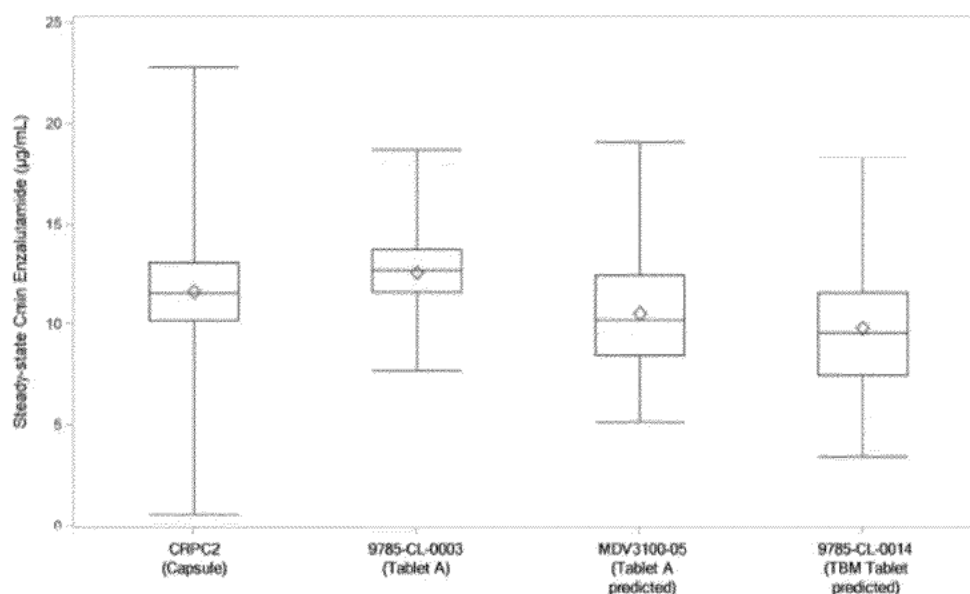 25
20
15
10
5
0
Steady-state Cmin Enzalutamide (µg/mL)
CRPC2
(Capsule)
9785-CL-0003
(Tablet A)
MDV3100-05
(Tablet A
predicted)
9785-CL-0014
(TBM Tablet
predicted)